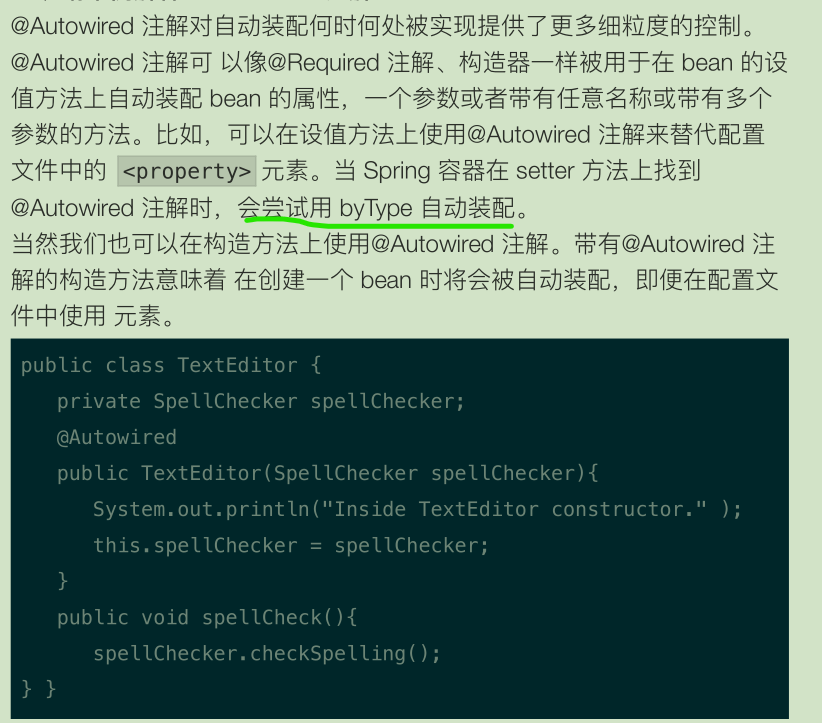 @Autowired 注解对自动装配何时何处被实现提供了更多细粒度的控制。
@Autowired 注解可 以像@Required 注解、构造器一样被用于在 bean 的设
值方法上自动装配 bean 的属性，一个参数或者带有任意名称或带有多个
参数的方法。比如，可以在设值方法上使用@Autowired 注解来替代配置
文件中的 <property> 元素。当 Spring 容器在 setter 方法上找到
@Autowired 注解时，会尝试用 byType 自动装配。
当然我们也可以在构造方法上使用@Autowired 注解。带有@Autowired 注
解的构造方法意味着 在创建一个 bean 时将会被自动装配，即便在配置文
件中使用 元素。
public class TextEditor {
   private SpellChecker spellChecker;
   @Autowired
   public TextEditor(SpellChecker spellChecker){
      System.out.println("Inside TextEditor constructor." );
      this.spellChecker = spellChecker;
   }
   public void spellCheck(){
      spellChecker.checkSpelling();
} }